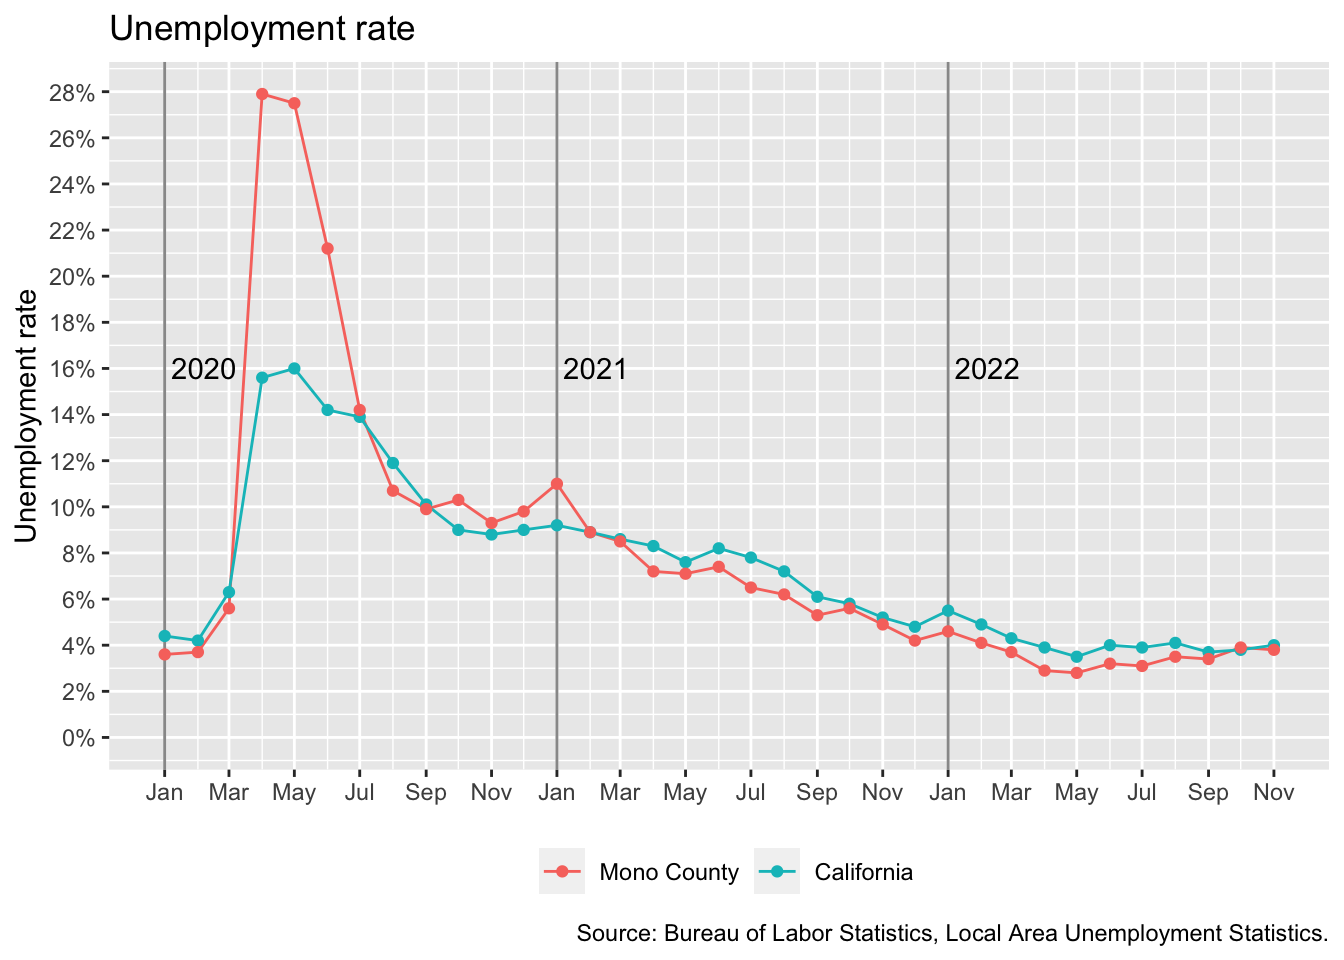 Unemployment rate
Unemployment rate
28%
26%
24%
22%
20%
18%
16%
14%
12%
10%
8%
6%
4%
2%
0%
2020 2021 2022
Jan Mar May Jul Sep Nov Jan Mar May Jul Sep Nov Jan Mar May Jul Sep Nov
Mono County California
Source: Bureau of Labor Statistics, Local Area Unemployment Statistics.